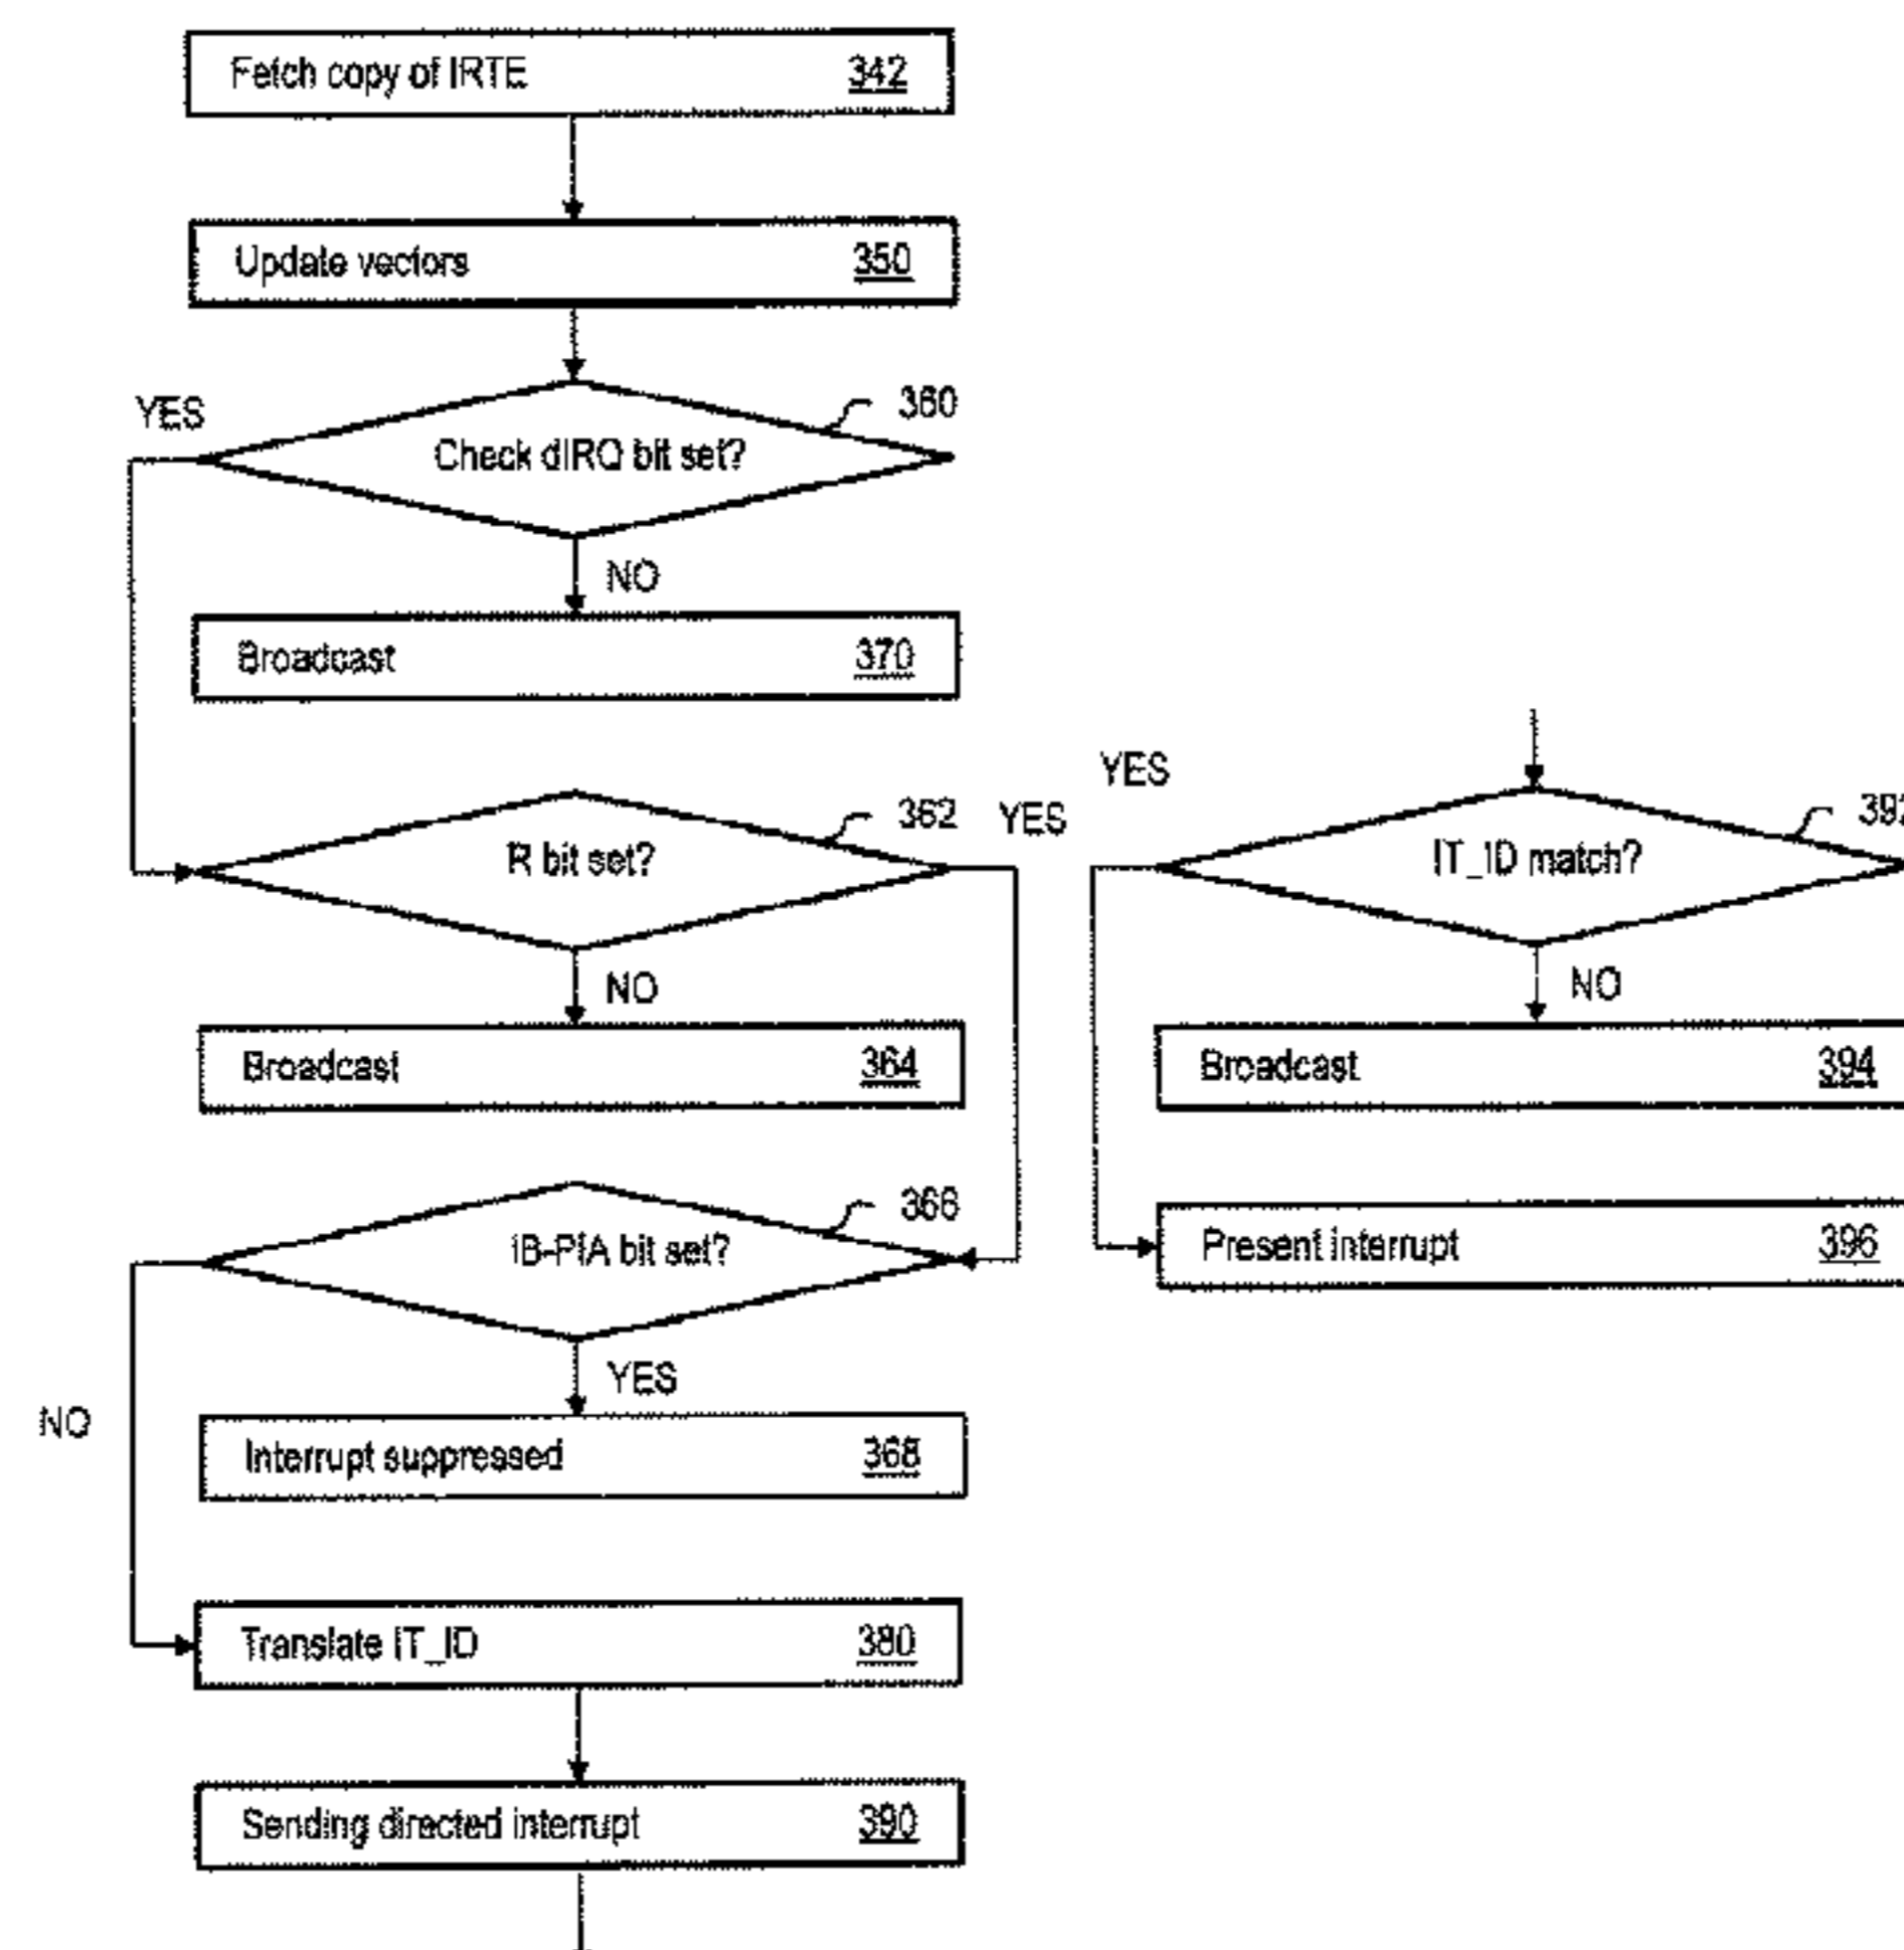 Fetch copy of IRTE 342
Update vectors 350
YES
360
Check dIRQ bit set?
NO
Broadcast 370
362
YES
R bit set?
NO
Broadcast 364
366
IB-PIA bit set?
YES
NO
Interrupt suppressed 368
Translate IT_ID 380
Sending directed interrupt 390
YES
392
IT_ID match?
NO
Broadcast 394
Present interrupt 396